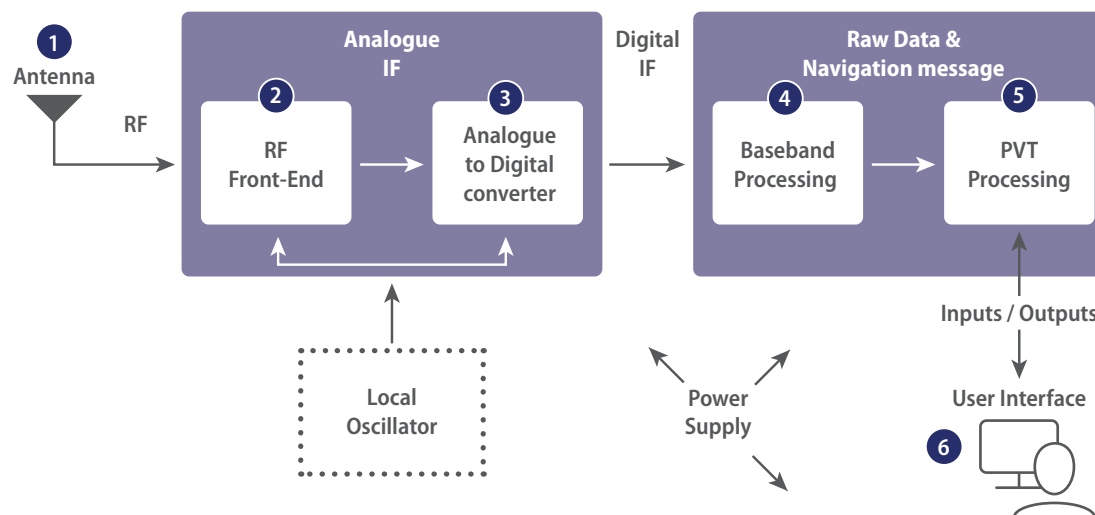 1
Antenna
RF
Analogue
IF
2
RF
Front-End
3
Analogue
to Digital
converter
Digital
IF
Raw Data &
Navigation message
4
Baseband
Processing
5
PVT
Processing
Local
Oscillator
Power
Supply
Inputs / Outputs
User Interface
6